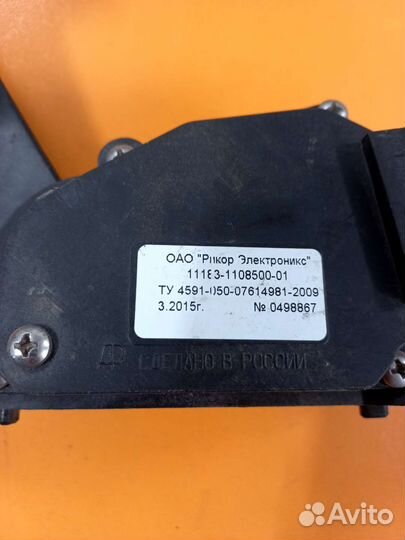 ОАО "Рикор Электроникс"
11183-1108500-01
ТУ 4591-050-07614981-2009
3.2015г. № 0498867
СДЕЛАНО В РОССИИ
Avito